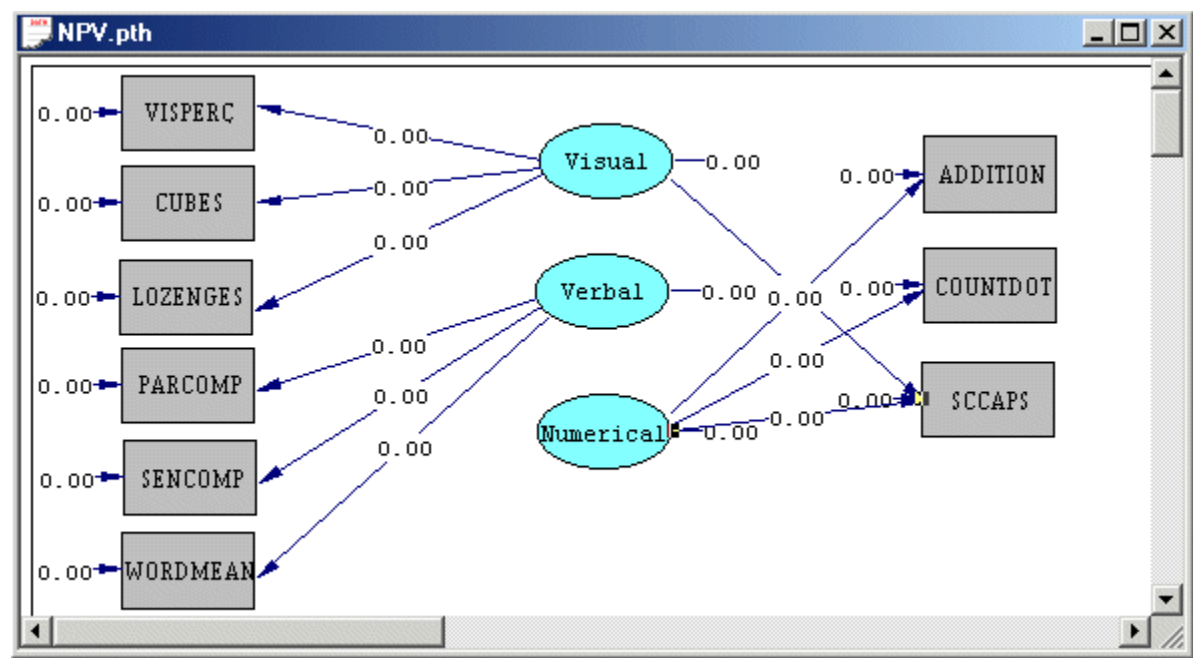 NPV.pth
0.00 VISPERC 0.00
Visual 0.00
0.00 ADDITION
0.00 CUBES 0.00
0.00
0.00 LOZENGES
Verbal 0.00 0.00
0.00 COUNTDOT
0.00
0.00
0.00 PARCOMP
0.00
Numerical 0.00 0.00
0.00 SCCAPS
0.00
0.00 SENCOMP
0.00 WORDMEAN